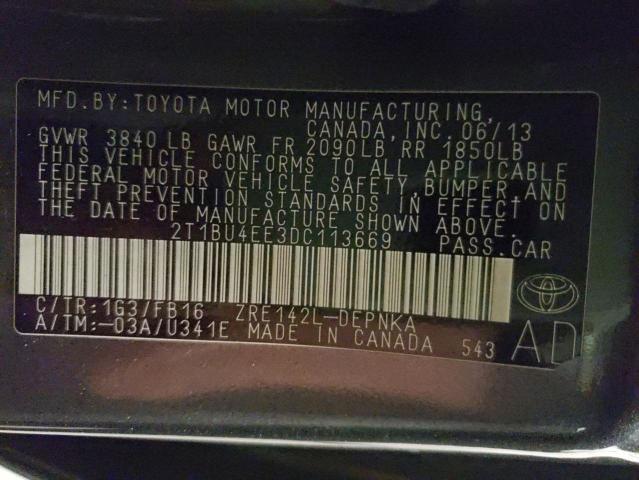 MFD.BY:TOYOTA MOTOR MANUFACTURING,
CANADA, INC. 06/13
GVWR 3840 LB GAWR FR 2090LB RR 1850LB
THIS VEHICLE CONFORMS TO ALL APPLICABLE
FEDERAL MOTOR VEHICLE SAFETY, BUMPER AND
THEFT PREVENTION STANDARDS IN EFFECT ON
THE DATE OF MANUFACTURE SHOWN ABOVE.
2T1BU4EE3DC113669 PASS.CAR
C/TR:1G3/FB16 ZRE142L-DEPNKA
A/TM:-03A/U341E MADE IN CANADA 543 AD